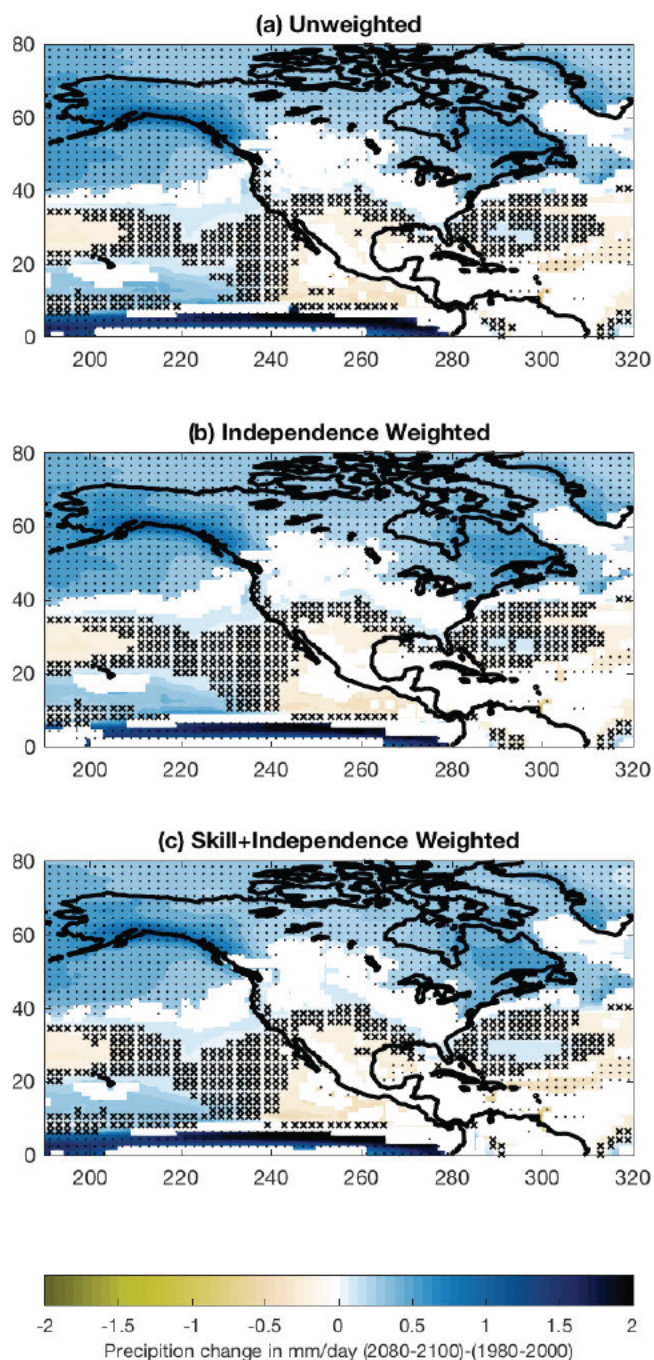 (a) Unweighted
80
60
40
20
0
200 220 240 260 280 300 320
(b) Independence Weighted
80
60
40
20
0
200 220 240 260 280 300 320
(c) Skill+Independence Weighted
80
60
40
20
0
200 220 240 260 280 300 320
-2 -1.5 -1 -0.5 0 0.5 1 1.5 2
Precipition change in mm/day (2080-2100)-(1980-2000)